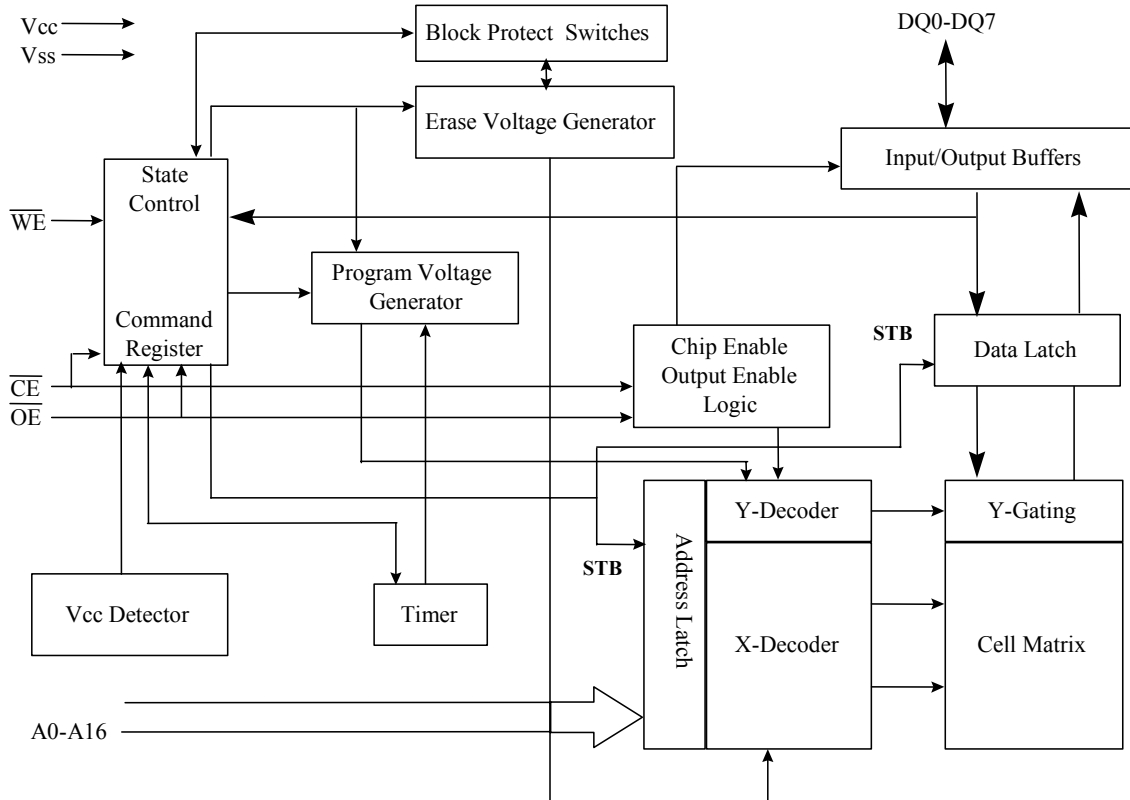 Vcc
Vss
Block Protect Switches
DQ0-DQ7
Erase Voltage Generator
Input/Output Buffers
State
Control
WE
Program Voltage
Generator
Command
Register
STB
Data Latch
Chip Enable
Output Enable
Logic
CE
OE
Y-Decoder
Y-Gating
STB
Address Latch
Vcc Detector
Timer
X-Decoder
Cell Matrix
A0-A16